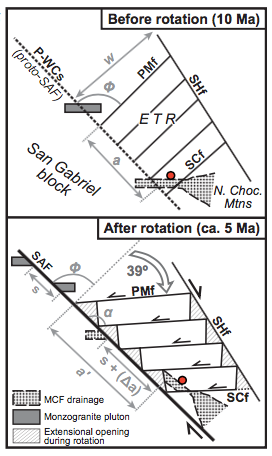 Before rotation (10 Ma)
P-WCs
(proto-SAF)
w
PMf
SHf
Φ
ETR
San Gabriel
block
a
SCf
N. Choc.
Mtns
After rotation (ca. 5 Ma)
SAF
Φ
39º
PMf
s
α
SHf
a'
s + (Δa)
SCf
MCF drainage
Monzogranite pluton
Extensional opening
during rotation